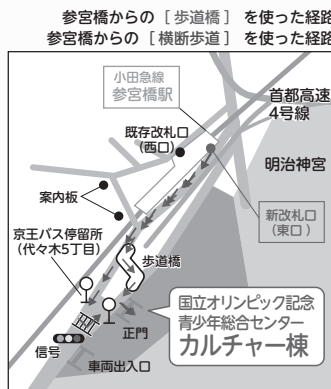 参宮橋からの［歩道橋］を使った経路
参宮橋からの［横断歩道］を使った経路
小田急線
参宮橋駅
首都高速
4号線
既存改札口
（西口）
明治神宮
案内板
新改札口
（東口）
京王バス停留所
（代々木5丁目）
歩道橋
国立オリンピック記念
青少年総合センター
カルチャー棟
正門
信号
車両出入口